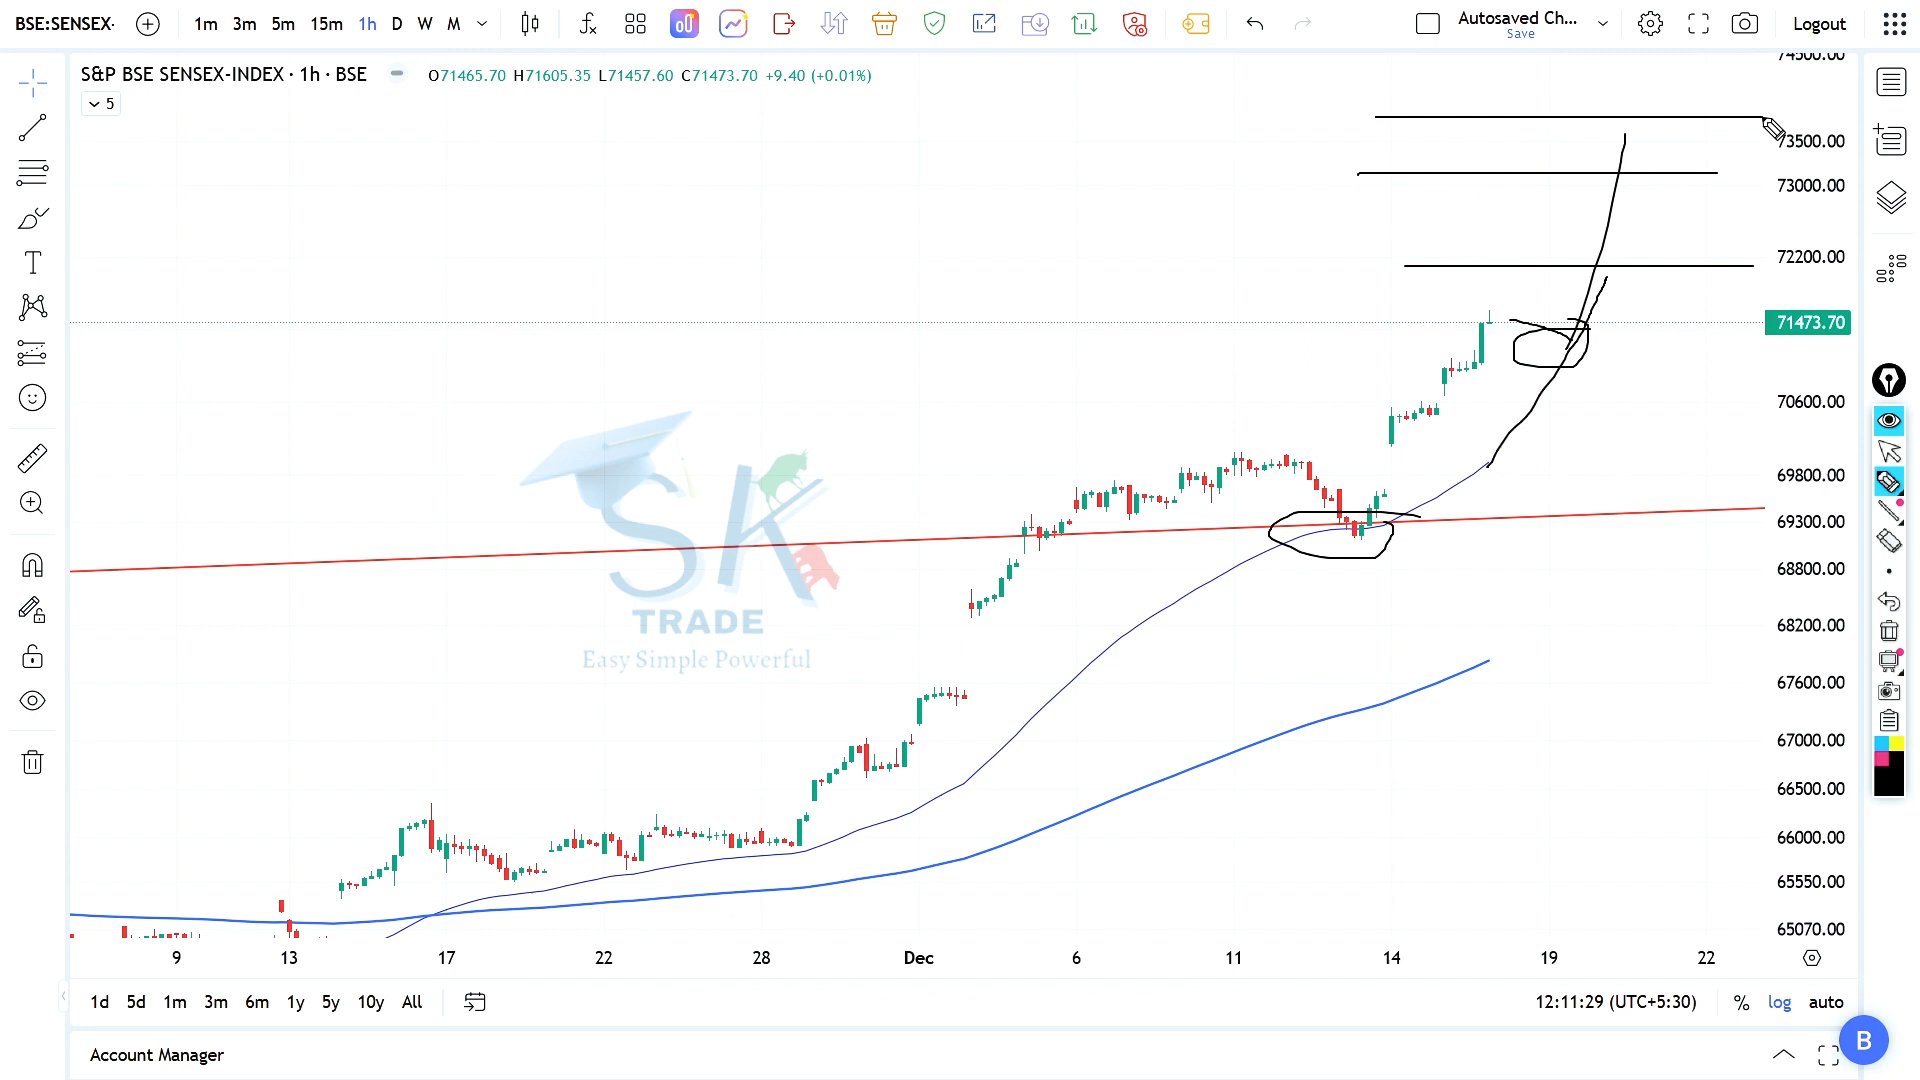 BSE:SENSEX-
1m 3m 5m 15m 1h D W M
Autosaved Ch...
Save
Logout
S&P BSE SENSEX-INDEX · 1h · BSE
O71465.70 H71605.35 L71457.60 C71473.70 +9.40 (+0.01%)
5
74500.00
73500.00
73000.00
72200.00
71473.70
70600.00
69800.00
69300.00
68800.00
68200.00
67600.00
67000.00
66500.00
66000.00
65550.00
65070.00
SK
TRADE
Easy Simple Powerful
9 13 17 22 28 Dec 6 11 14 19 22
1d 5d 1m 3m 6m 1y 5y 10y All
12:11:29 (UTC+5:30) % log auto
Account Manager
B